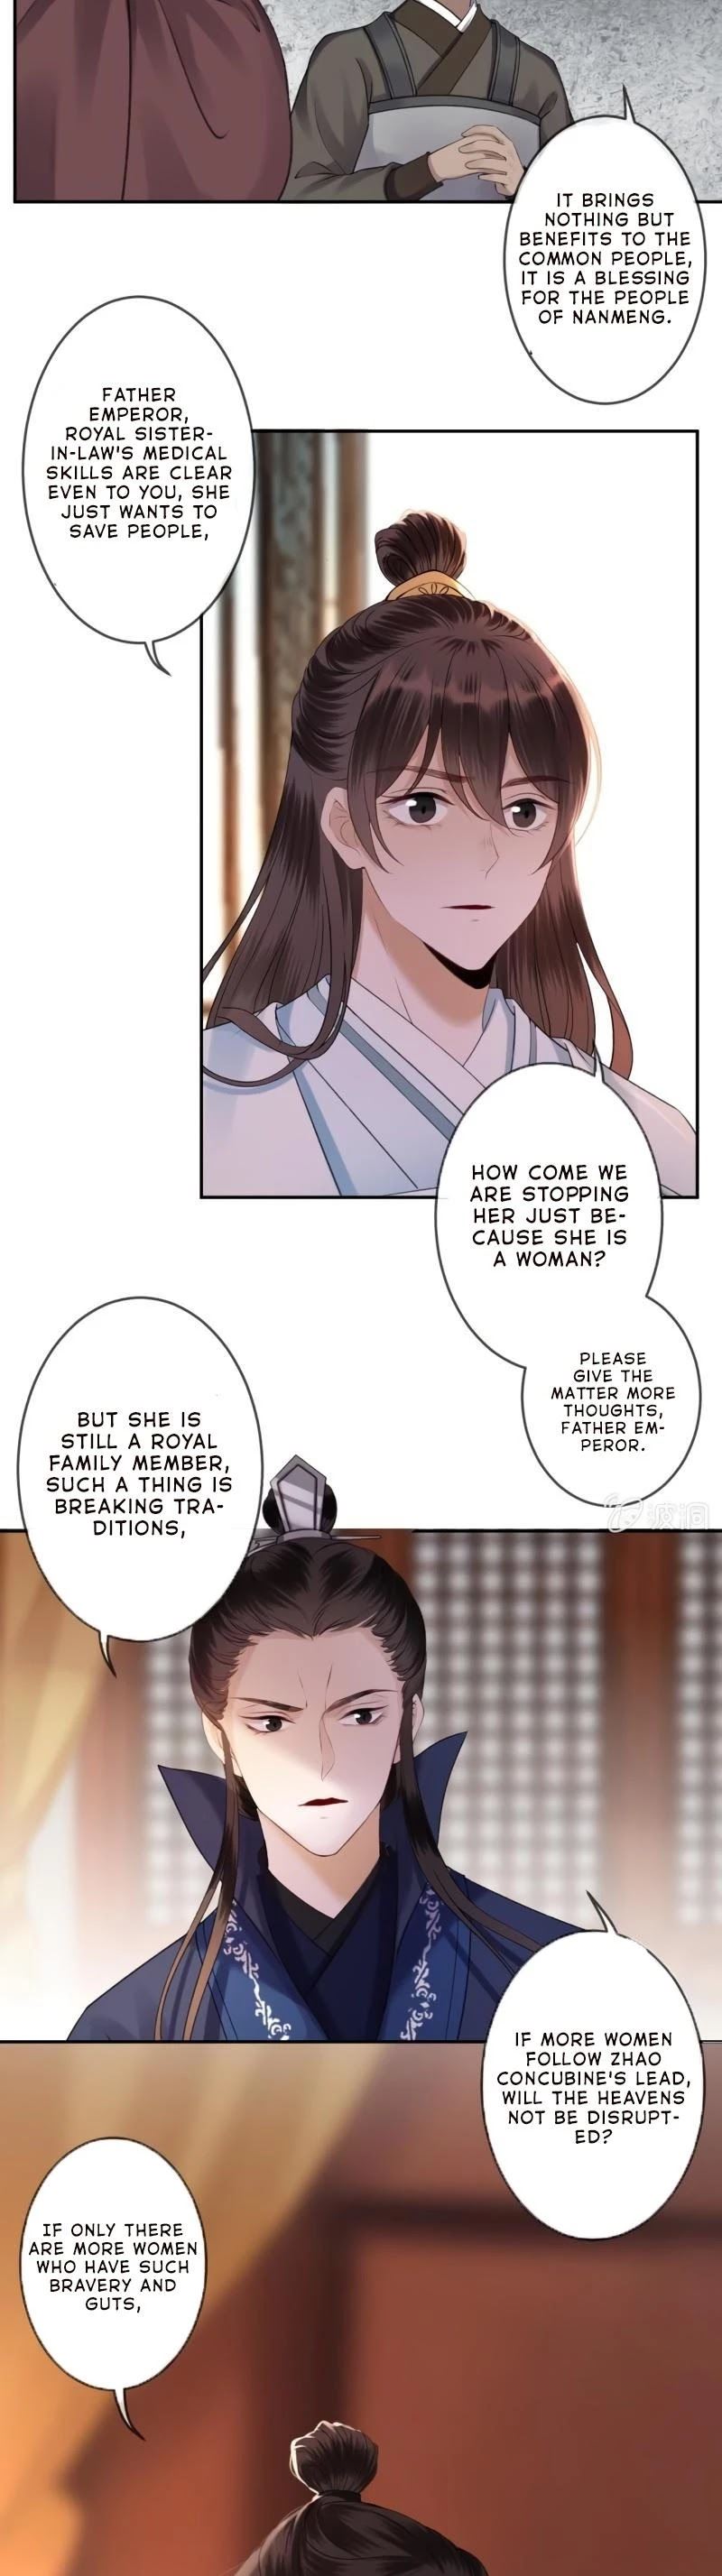 IT BRINGS
NOTHING BUT
BENEFITS TO THE
COMMON PEOPLE,
IT IS A BLESSING
FOR THE PEOPLE
OF NANMENG.
FATHER
EMPEROR,
ROYAL SISTER-
IN-LAW'S MEDICAL
SKILLS ARE CLEAR
EVEN TO YOU, SHE
JUST WANTS TO
SAVE PEOPLE,
HOW COME WE
ARE STOPPING
HER JUST BE-
CAUSE SHE IS
A WOMAN?
PLEASE
GIVE THE
MATTER MORE
THOUGHTS,
FATHER EM-
PEROR.
BUT SHE IS
STILL A ROYAL
FAMILY MEMBER,
SUCH A THING IS
BREAKING TRA-
DITIONS,
波洞
IF MORE WOMEN
FOLLOW ZHAO
CONCUBINE'S LEAD,
WILL THE HEAVENS
NOT BE DISRUPT-
ED?
IF ONLY THERE
ARE MORE WOMEN
WHO HAVE SUCH
BRAVERY AND
GUTS,